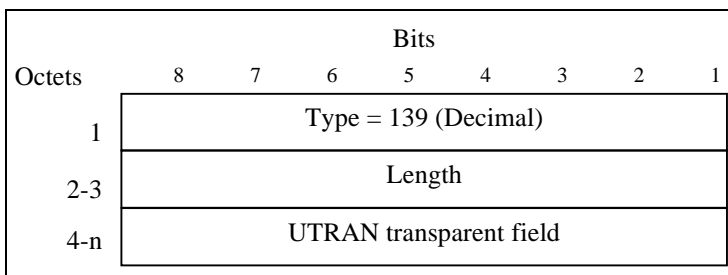 Bits
Octets 8 7 6 5 4 3 2 1
1 Type = 139 (Decimal)
2-3 Length
4-n UTRAN transparent field